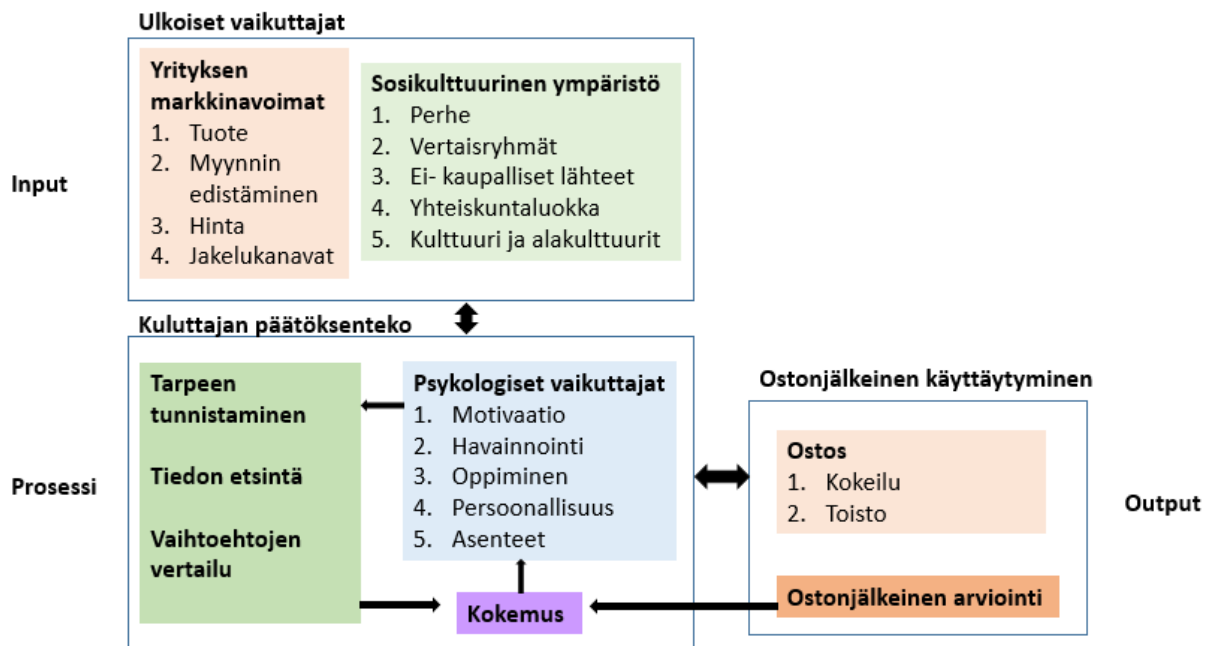 Ulkoiset vaikuttajat
Input
Yrityksen
markkinavoimat
1. Tuote
2. Myynnin
edistäminen
3. Hinta
4. Jakelukanavat
Sosikulttuurinen ympäristö
1. Perhe
2. Vertaisryhmät
3. Ei- kaupalliset lähteet
4. Yhteiskuntaluokka
5. Kulttuuri ja alakulttuurit
Kuluttajan päätöksenteko
Prosessi
Tarpeen
tunnistaminen
Tiedon etsintä
Vaihtoehtojen
vertailu
Psykologiset vaikuttajat
1. Motivaatio
2. Havainnointi
3. Oppiminen
4. Persoonallisuus
5. Asenteet
Kokemus
Ostonjälkeinen käyttäytyminen
Ostos
1. Kokeilu
2. Toisto
Ostonjälkeinen arviointi
Output